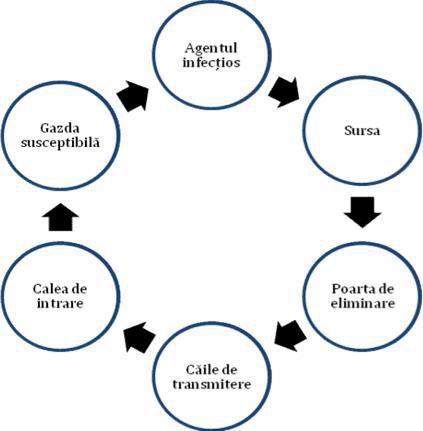 Agentul
infecțios
Sursa
Poarta de
eliminare
Căile de
transmitere
Calea de
intrare
Gazda
susceptibilă